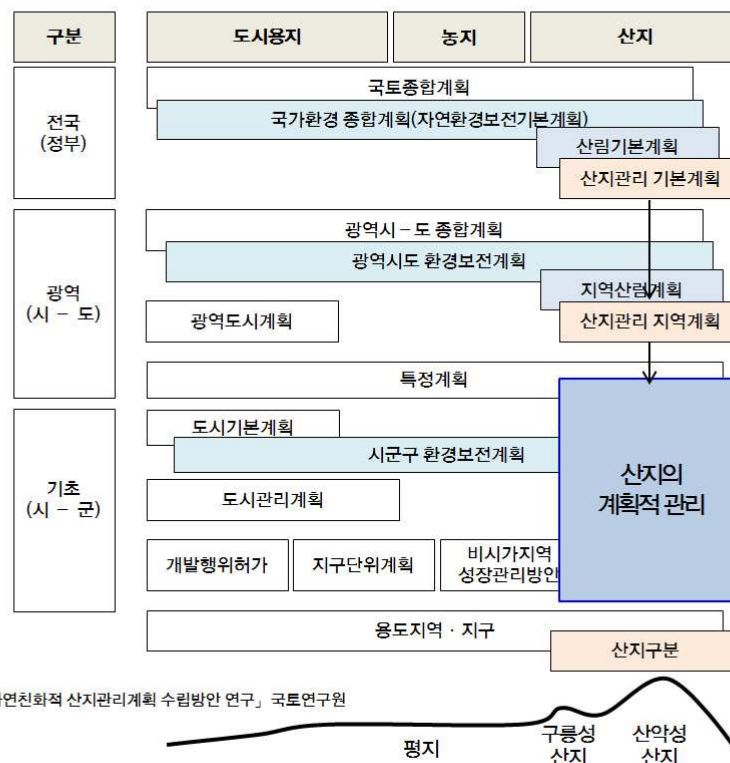 구분
도시용지
농지
산지
전국
(정부)
국토종합계획
국가환경 종합계획(자연환경보전기본계획)
산림기본계획
산지관리 기본계획
광역
(시 – 도)
광역시 – 도 종합계획
광역시도 환경보전계획
지역산림계획
광역도시계획
산지관리 지역계획
특정계획
기초
(시 – 군)
도시기본계획
시군구 환경보전계획
산지의
계획적 관리
도시관리계획
개발행위허가
지구단위계획
비시가지역
성장관리방안
용도지역 · 지구
산지구분
연친화적 산지관리계획 수립방안 연구」 국토연구원
평지
구릉성
산지
산악성
산지